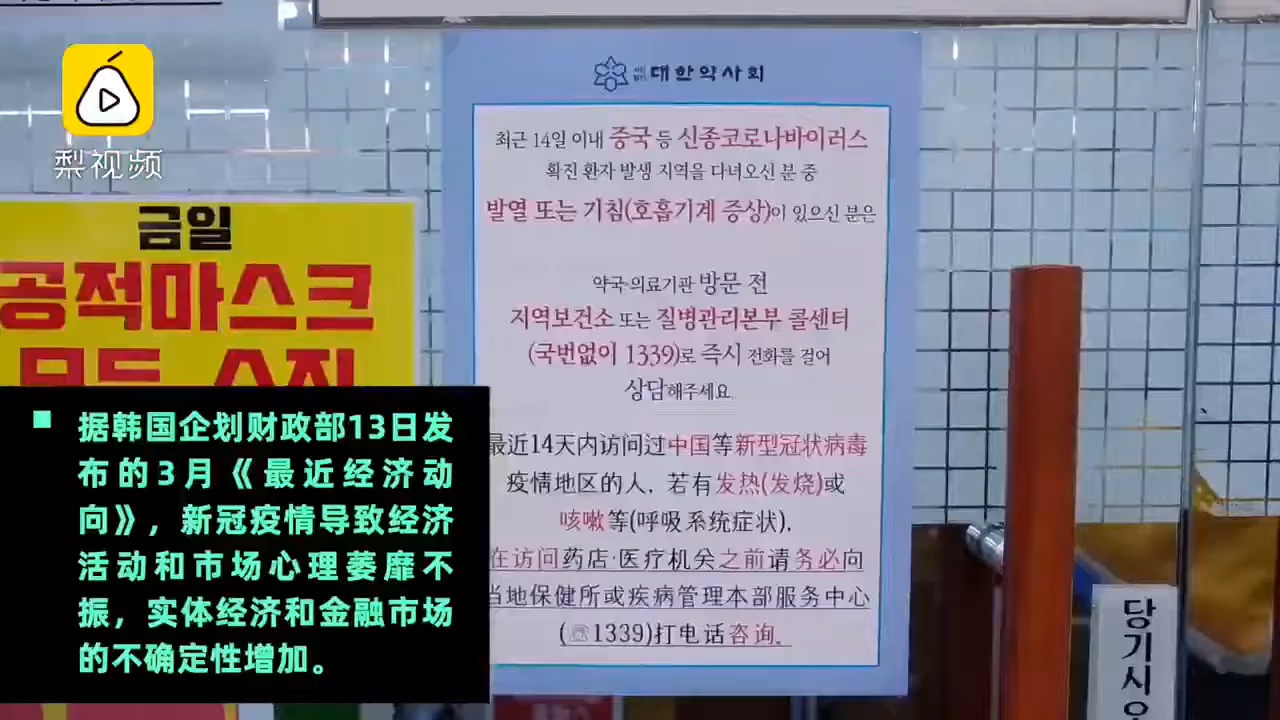 梨视频
대한약사회
최근 14일 이내 중국 등 신종코로나바이러스
확진 환자 발생 지역을 다녀오신 분 중
발열 또는 기침(호흡기계 증상)이 있으신 분은
약국·의료기관 방문 전
지역보건소 또는 질병관리본부 콜센터
(국번없이 1339)로 즉시 전화를 걸어
상담해주세요.
最近14天内访问过中国等新型冠状病毒
疫情地区的人, 若有发热(发烧)或
咳嗽等(呼吸系统症状),
在访问药店·医疗机关之前请务必向
当地保健所或疾病管理本部服务中心
(☏1339)打电话咨询。
금일
공적마스크
据韩国企划财政部13日发
布的3月《最近经济动
向》，新冠疫情导致经济
活动和市场心理萎靡不
振，实体经济和金融市场
的不确定性增加。
당기시오